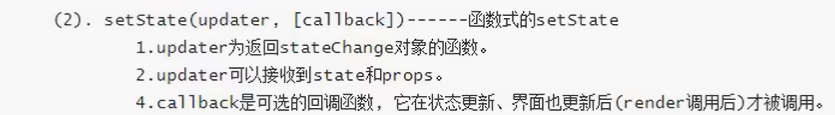 (2). setState(updater, [callback])------函数式的setState
1.updater为返回stateChange对象的函数。
2.updater可以接收到state和props。
4.callback是可选的回调函数, 它在状态更新、界面也更新后(render调用后)才被调用。